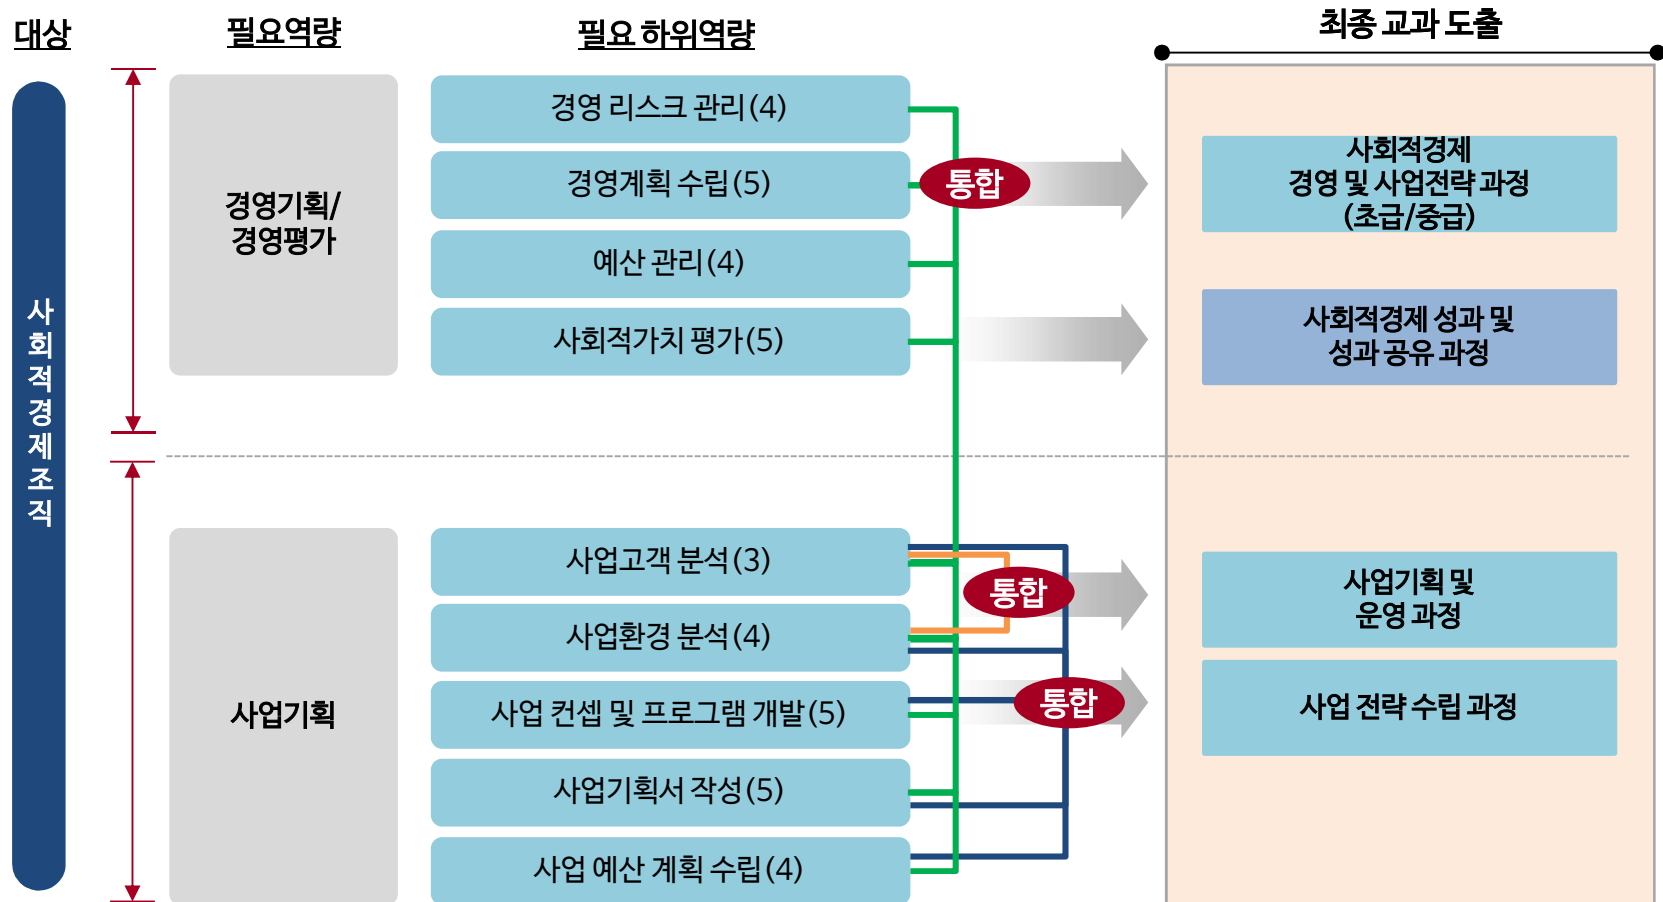 대상
필요역량
필요 하위역량
최종 교과 도출
사회적경제조직
경영기획/
경영평가
경영 리스크 관리(4)
경영계획 수립(5)
예산 관리(4)
사회적가치 평가(5)
통합
사회적경제
경영 및 사업전략 과정
(초급/중급)
사회적경제 성과 및
성과 공유 과정
사업기획
사업고객 분석(3)
사업환경 분석(4)
사업 컨셉 및 프로그램 개발(5)
사업기획서 작성(5)
사업 예산 계획 수립(4)
통합
통합
사업기획 및
운영 과정
사업 전략 수립 과정